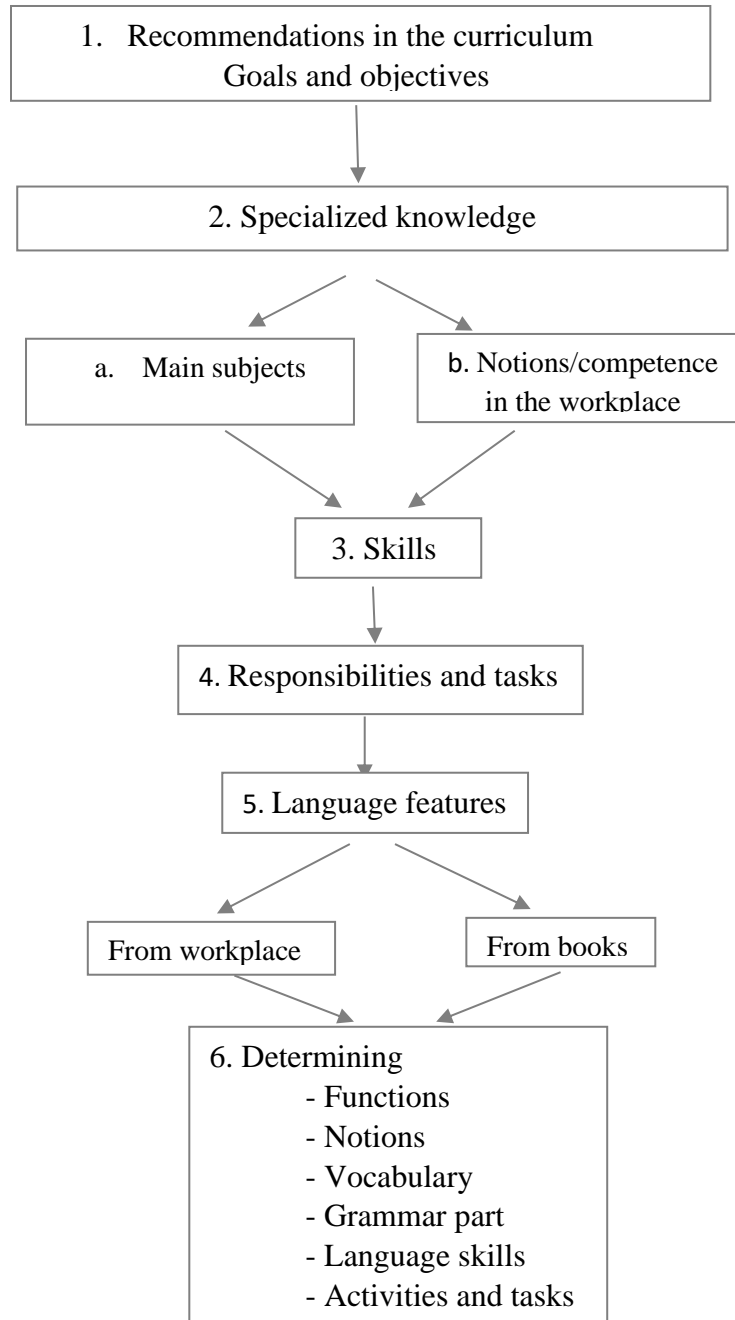 1. Recommendations in the curriculum
Goals and objectives
2. Specialized knowledge
a. Main subjects
b. Notions/competence
in the workplace
3. Skills
4. Responsibilities and tasks
5. Language features
From workplace
From books
6. Determining
- Functions
- Notions
- Vocabulary
- Grammar part
- Language skills
- Activities and tasks